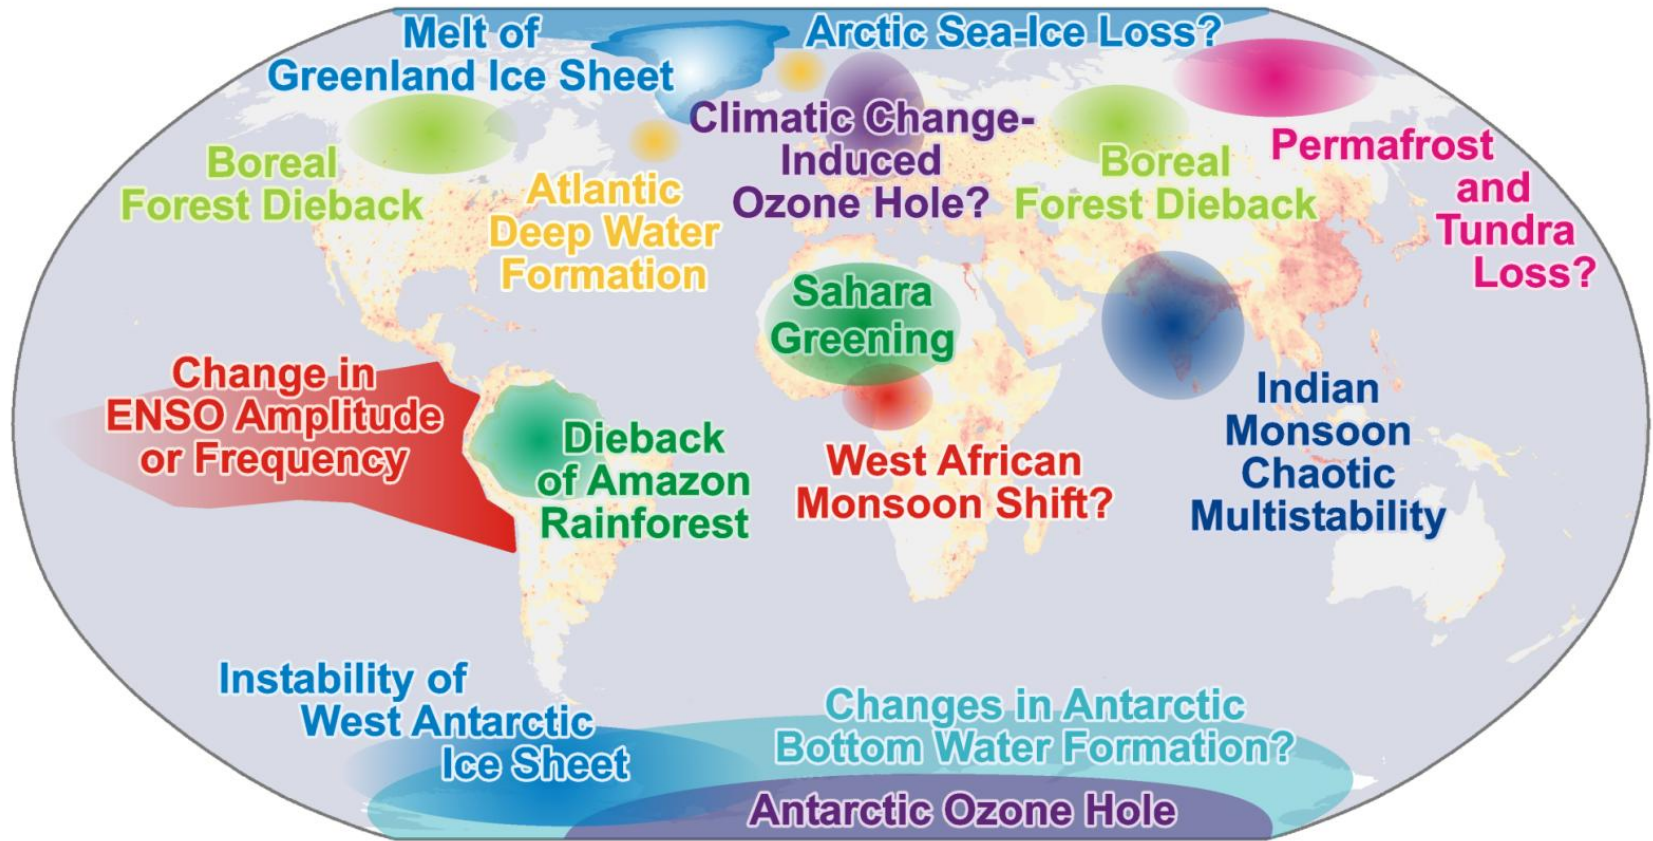 Melt of
Greenland Ice Sheet
Arctic Sea-Ice Loss?
Climatic Change-
Induced
Ozone Hole?
Boreal
Forest Dieback
Atlantic
Deep Water
Formation
Boreal
Forest Dieback
Permafrost
and
Tundra
Loss?
Sahara
Greening
Change in
ENSO Amplitude
or Frequency
Dieback
of Amazon
Rainforest
West African
Monsoon Shift?
Indian
Monsoon
Chaotic
Multistability
Instability of
West Antarctic
Ice Sheet
Changes in Antarctic
Bottom Water Formation?
Antarctic Ozone Hole